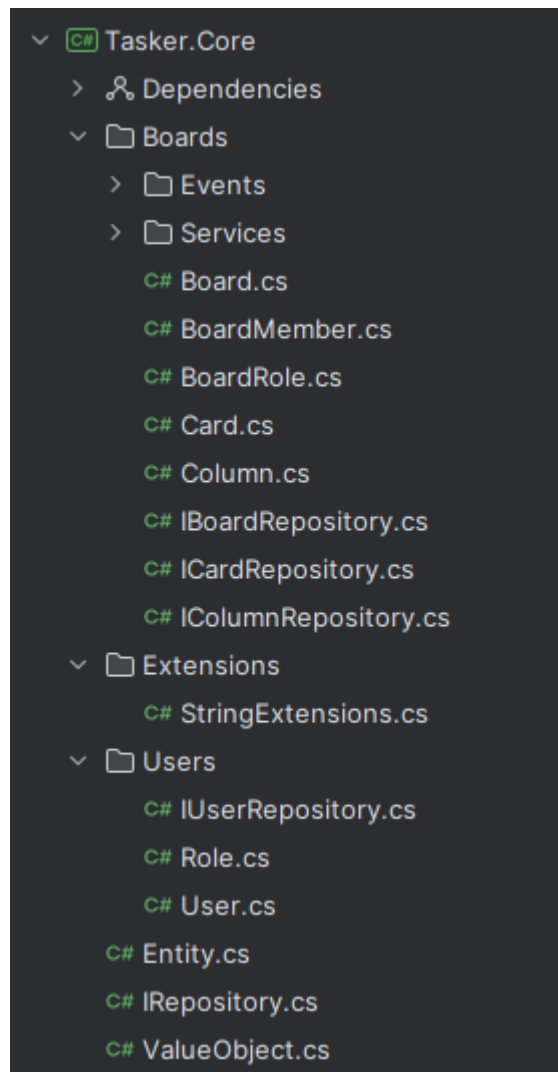 C# Tasker.Core
Dependencies
Boards
Events
Services
C# Board.cs
C# BoardMember.cs
C# BoardRole.cs
C# Card.cs
C# Column.cs
C# IBoardRepository.cs
C# ICardRepository.cs
C# IColumnRepository.cs
Extensions
C# StringExtensions.cs
Users
C# IUserRepository.cs
C# Role.cs
C# User.cs
C# Entity.cs
C# IRepository.cs
C# ValueObject.cs